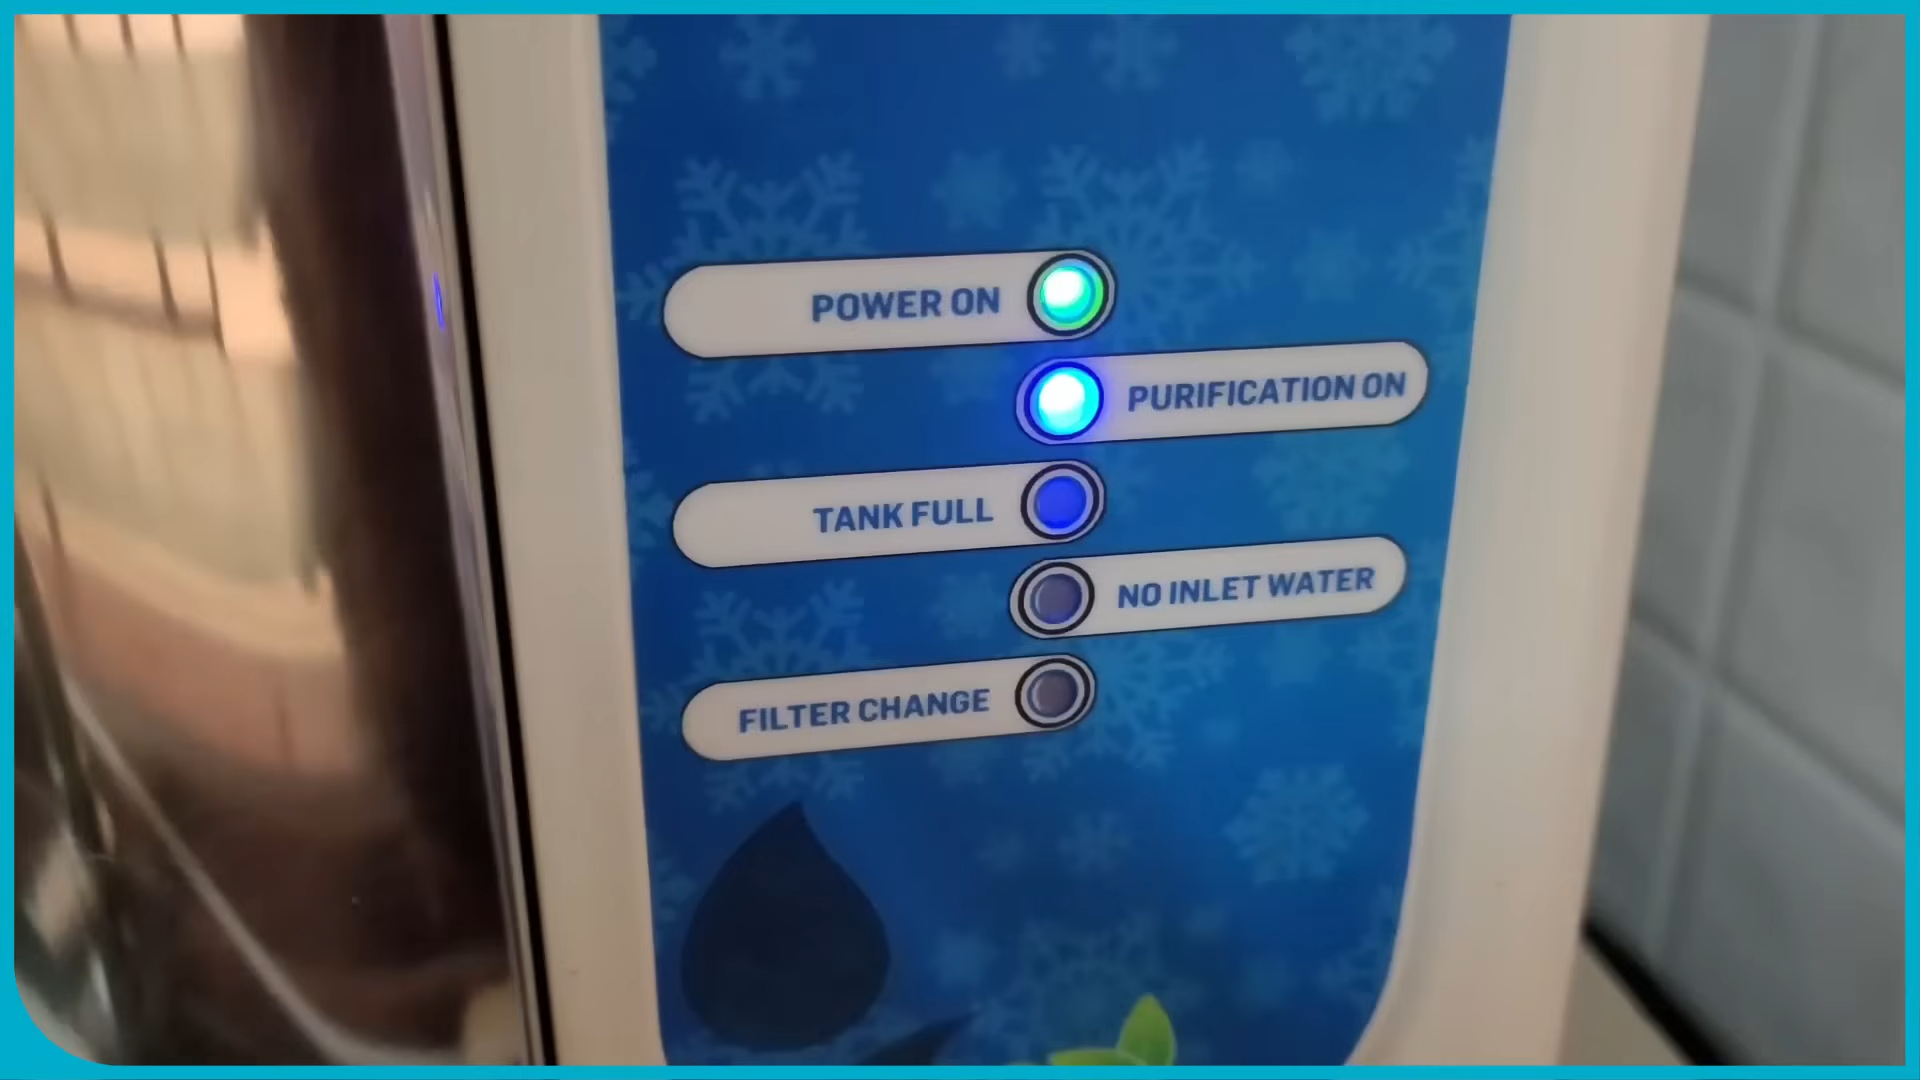 POWER ON
PURIFICATION ON
TANK FULL
NO INLET WATER
FILTER CHANGE